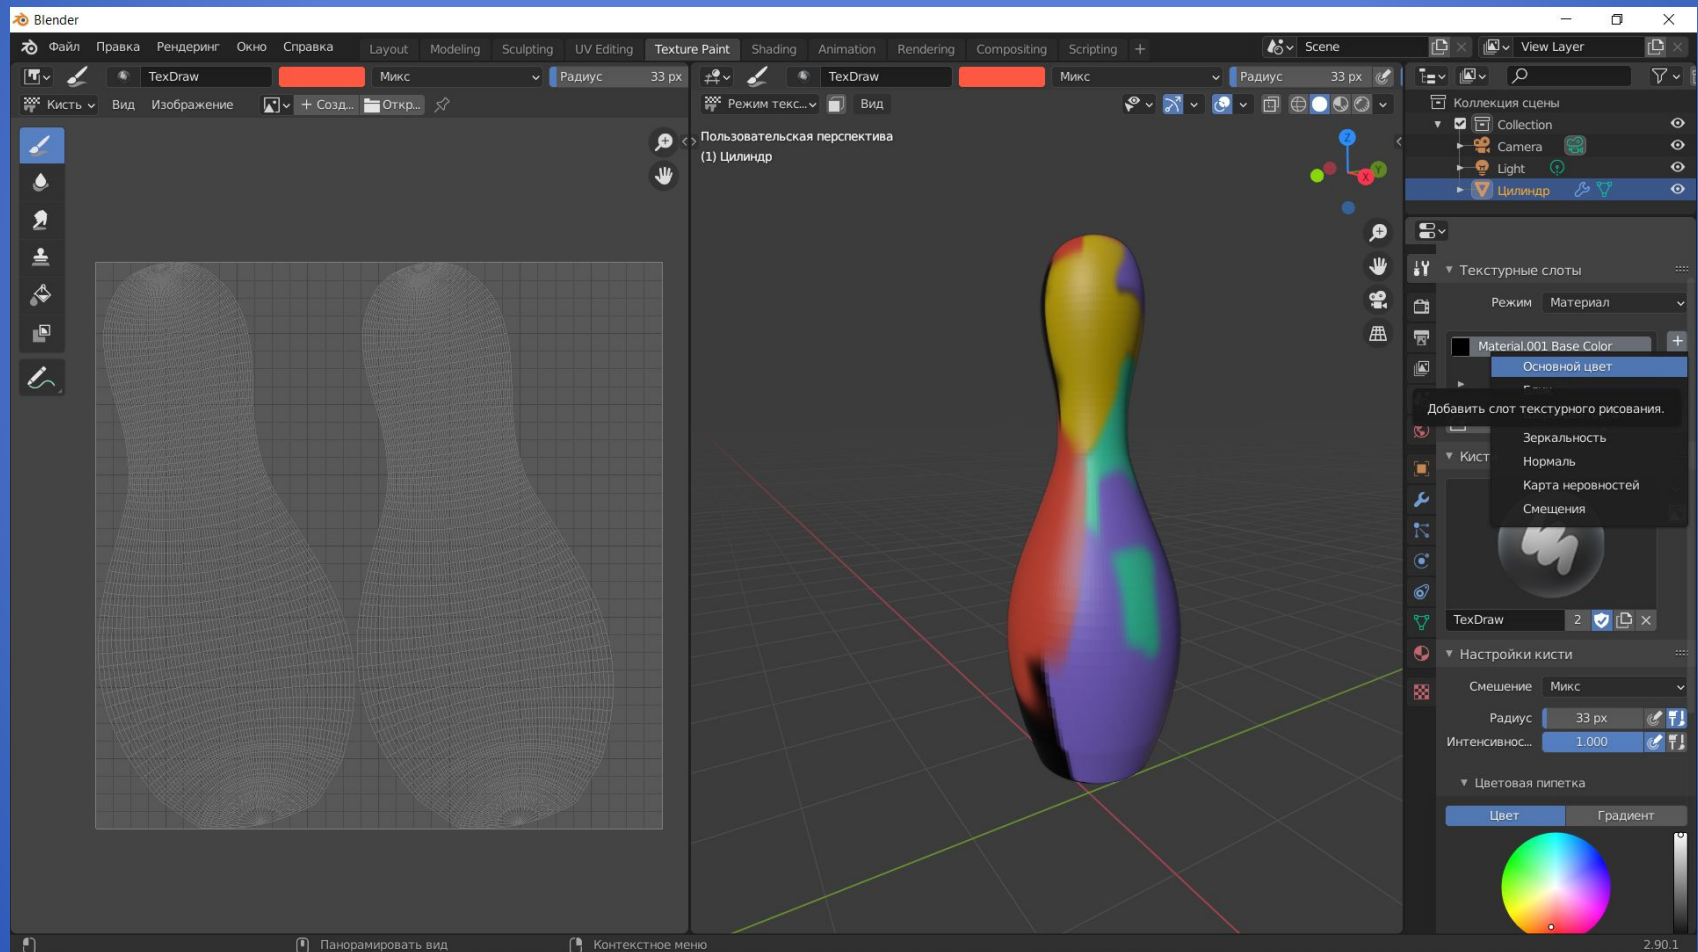 Blender
Файл Правка Рендеринг Окно Справка Layout Modeling Sculpting UV Editing Texture Paint Shading Animation Rendering Compositing Scripting + Scene View Layer
TexDraw Микс Радиус 33 px TexDraw Микс Радиус 33 px
Кисть Вид Изображение + Созд... Откр... Режим текс... Вид
Коллекция сцены
Collection
Camera
Light
Цилиндр
Пользовательская перспектива
(1) Цилиндр
Z
Y
X
Текстурные слоты
Режим Материал
Material.001 Base Color
Основной цвет
Добавить слот текстурного рисования.
Зеркальность
Нормаль
Карта неровностей
Смещения
Кист
TexDraw 2
Настройки кисти
Смешение Микс
Радиус 33 px
Интенсивнос... 1.000
Цветовая пипетка
Цвет Градиент
Панорамировать вид Контекстное меню 2.90.1